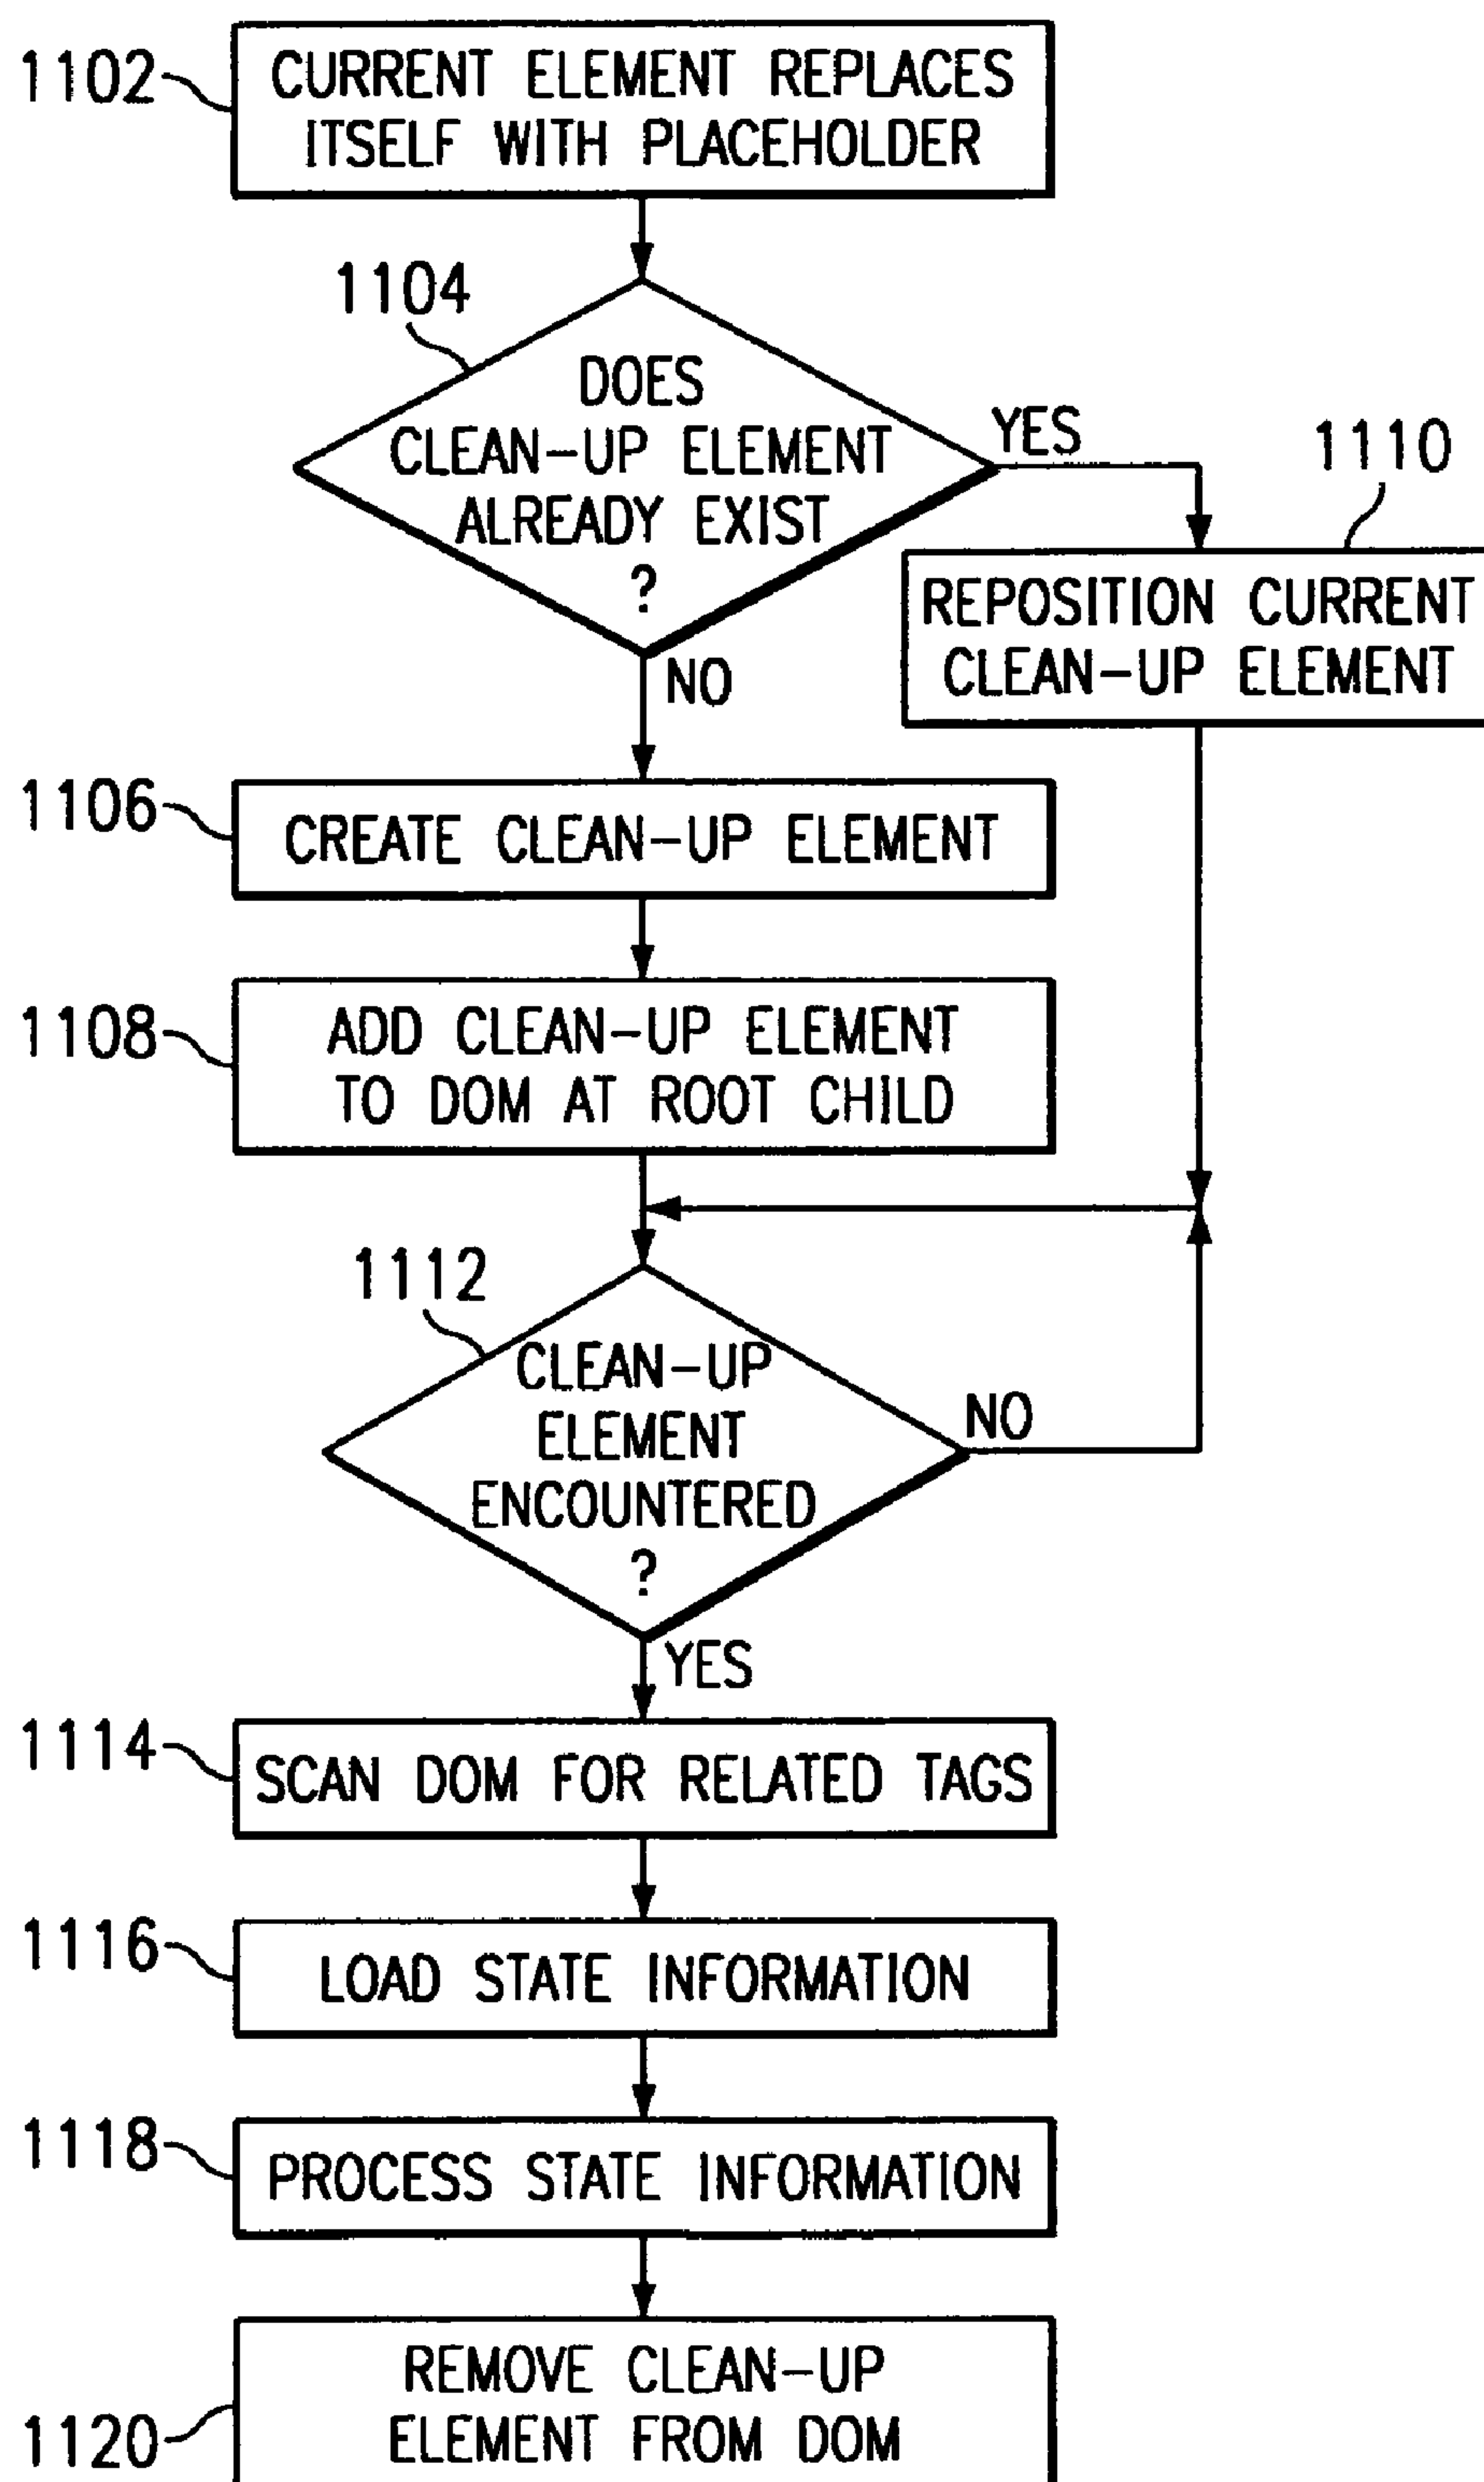 1102
CURRENT ELEMENT REPLACES
ITSELF WITH PLACEHOLDER
1104
DOES
CLEAN-UP ELEMENT
ALREADY EXIST
?
YES
1110
REPOSITION CURRENT
CLEAN-UP ELEMENT
NO
1106
CREATE CLEAN-UP ELEMENT
1108
ADD CLEAN-UP ELEMENT
TO DOM AT ROOT CHILD
1112
CLEAN-UP
ELEMENT
ENCOUNTERED
?
NO
YES
1114
SCAN DOM FOR RELATED TAGS
1116
LOAD STATE INFORMATION
1118
PROCESS STATE INFORMATION
1120
REMOVE CLEAN-UP
ELEMENT FROM DOM